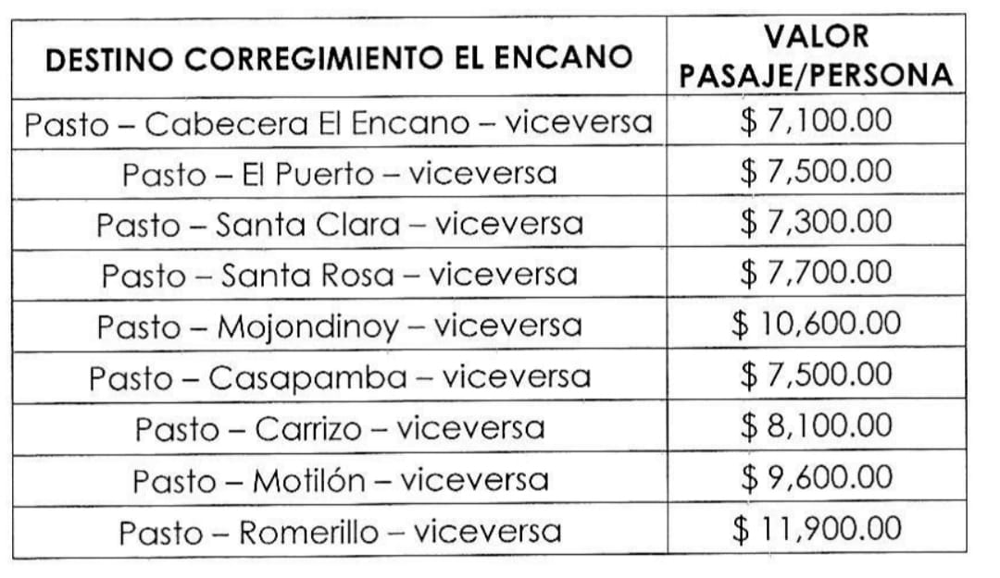 DESTINO CORREGIMIENTO EL ENCANO
VALOR
PASAJE/PERSONA
Pasto – Cabecera El Encano – viceversa
$ 7,100.00
Pasto – El Puerto – viceversa
$ 7,500.00
Pasto – Santa Clara – viceversa
$ 7,300.00
Pasto – Santa Rosa – viceversa
$ 7,700.00
Pasto – Mojondinoy – viceversa
$ 10,600.00
Pasto – Casapamba – viceversa
$ 7,500.00
Pasto – Carrizo – viceversa
$ 8,100.00
Pasto – Motilón – viceversa
$ 9,600.00
Pasto – Romerillo – viceversa
$ 11,900.00